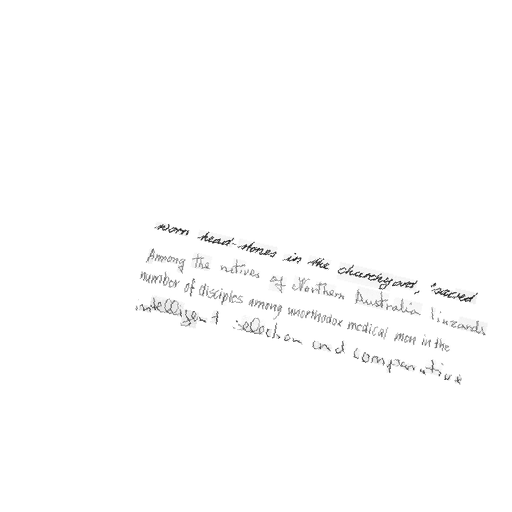 worn head-stones in the churchyard, "sacred
Among the natives of Northern Australia linzards
number of disciples among unorthodox medical men in the
intelligent selection and comparative